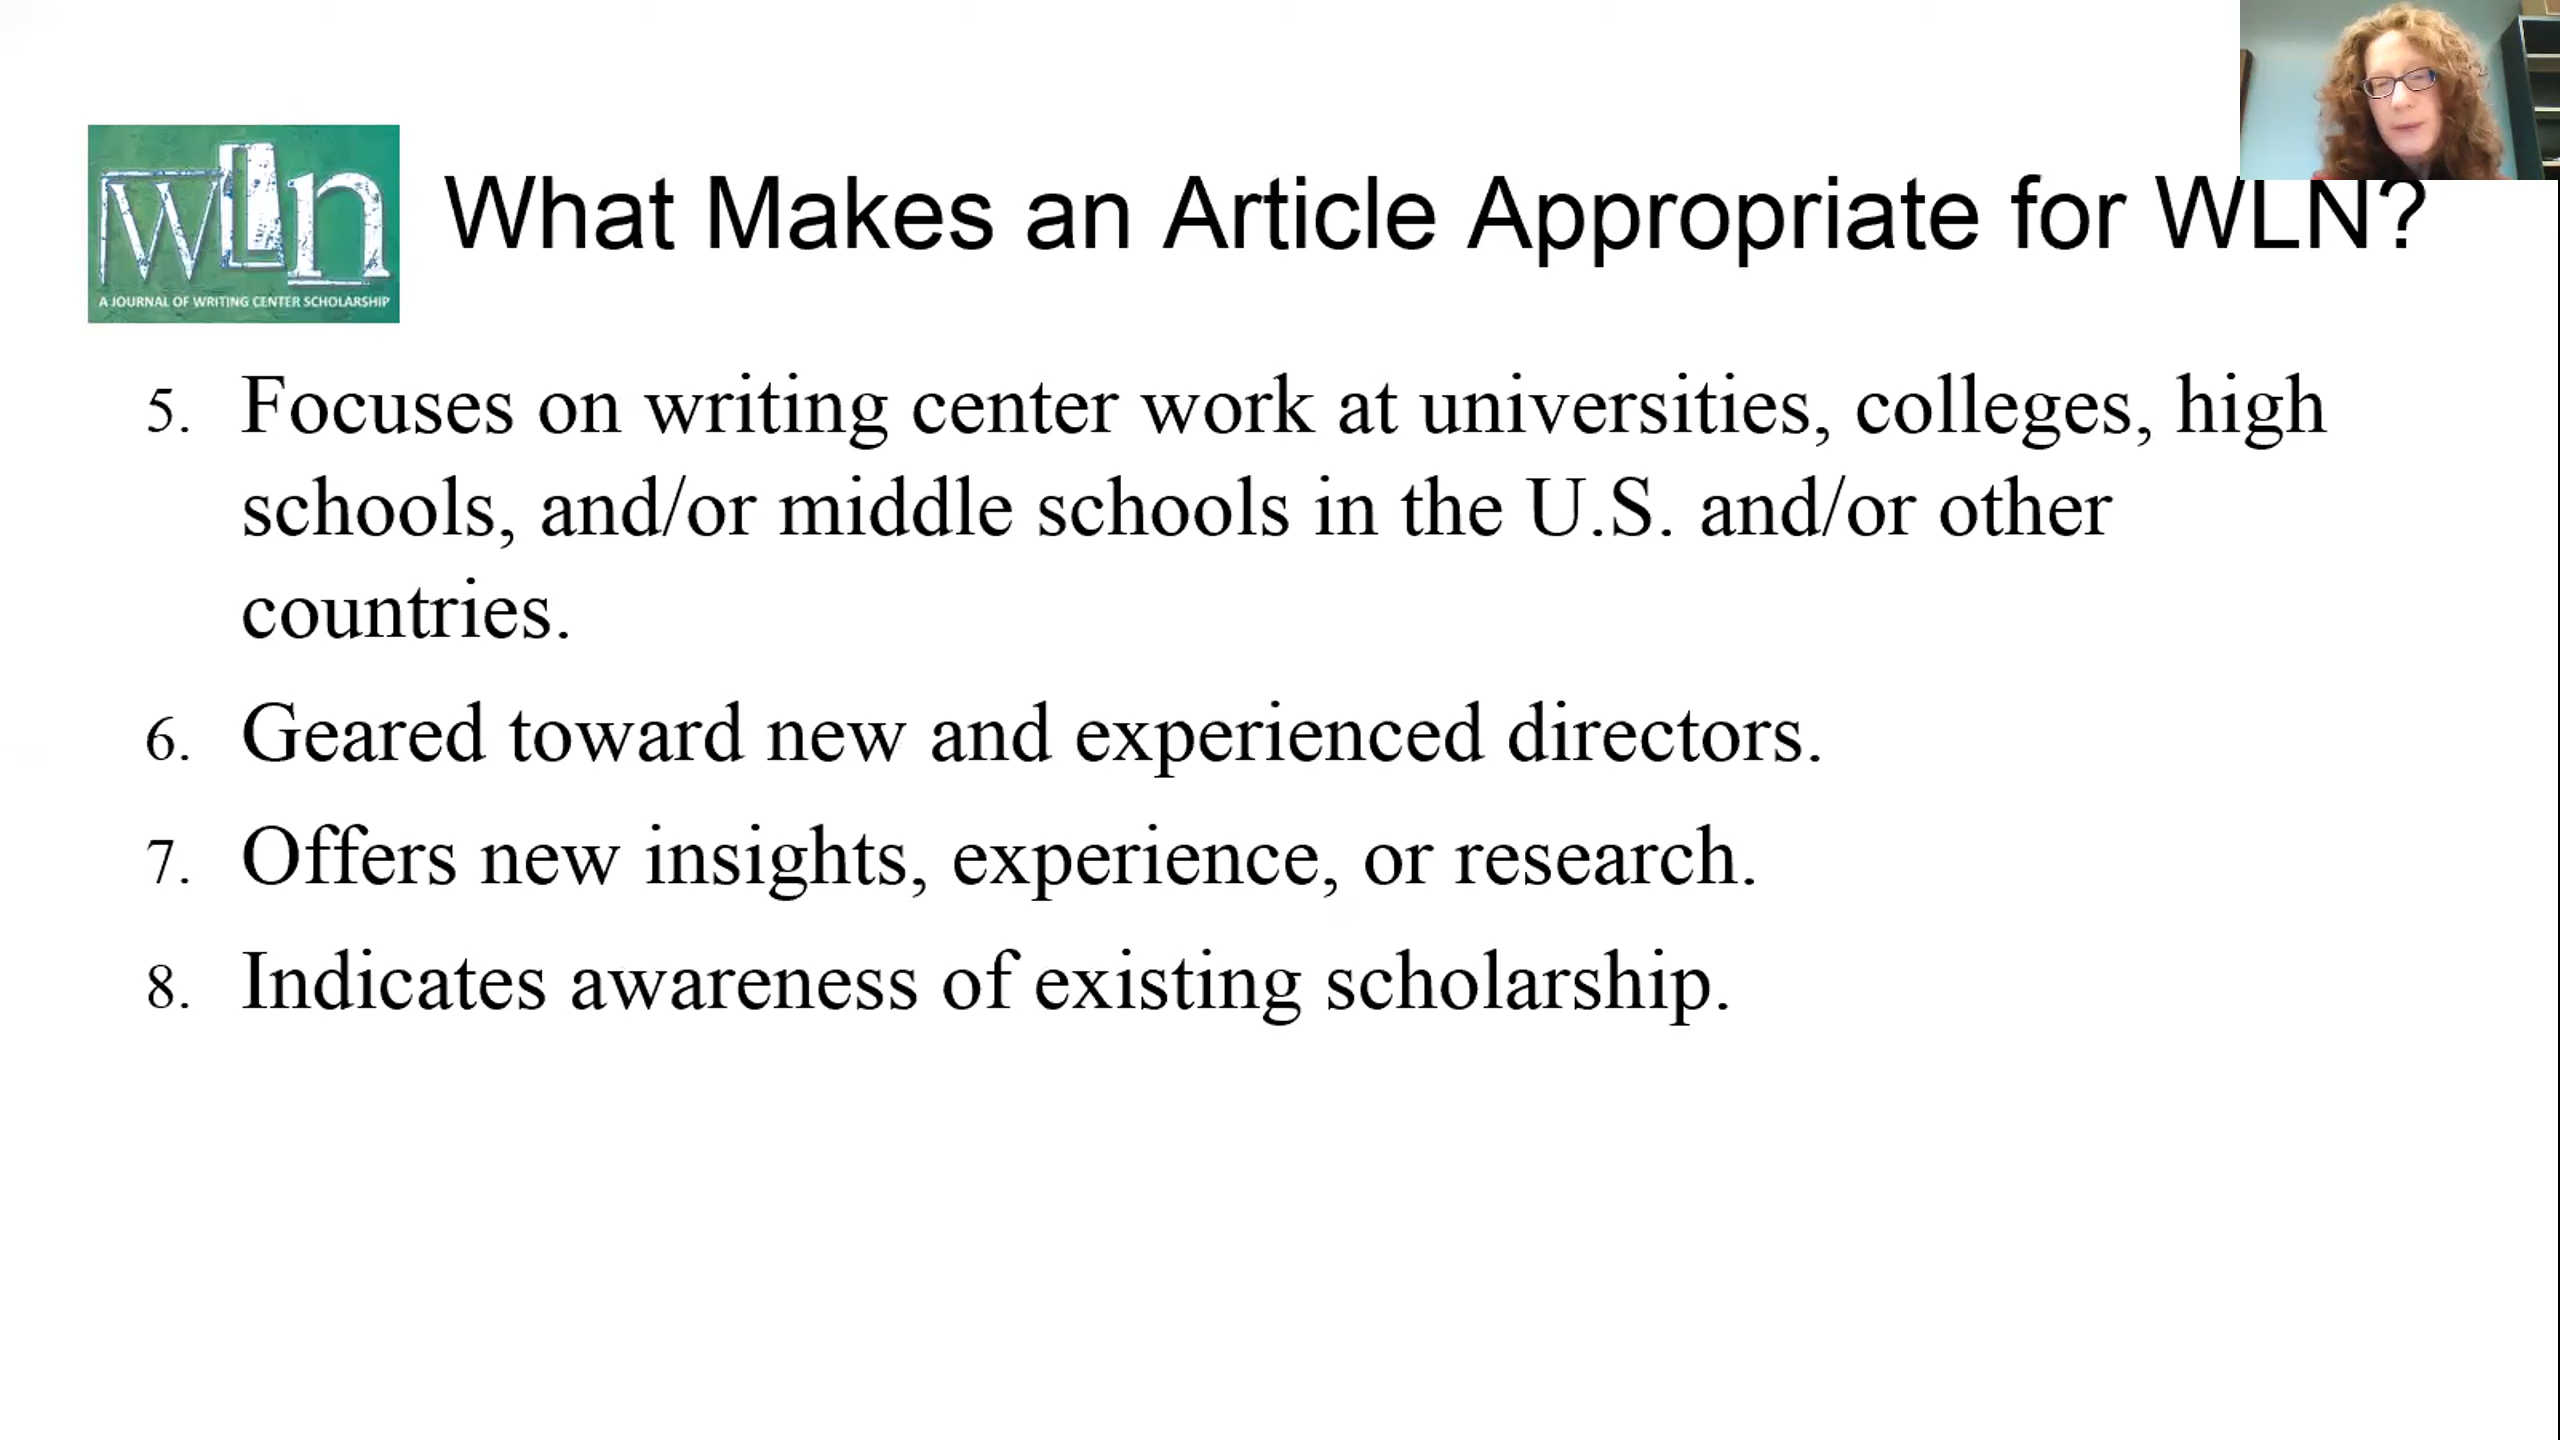 wLn
A JOURNAL OF WRITING CENTER SCHOLARSHIP
What Makes an Article Appropriate for WLN?
5. Focuses on writing center work at universities, colleges, high
schools, and/or middle schools in the U.S. and/or other
countries.
6. Geared toward new and experienced directors.
7. Offers new insights, experience, or research.
8. Indicates awareness of existing scholarship.